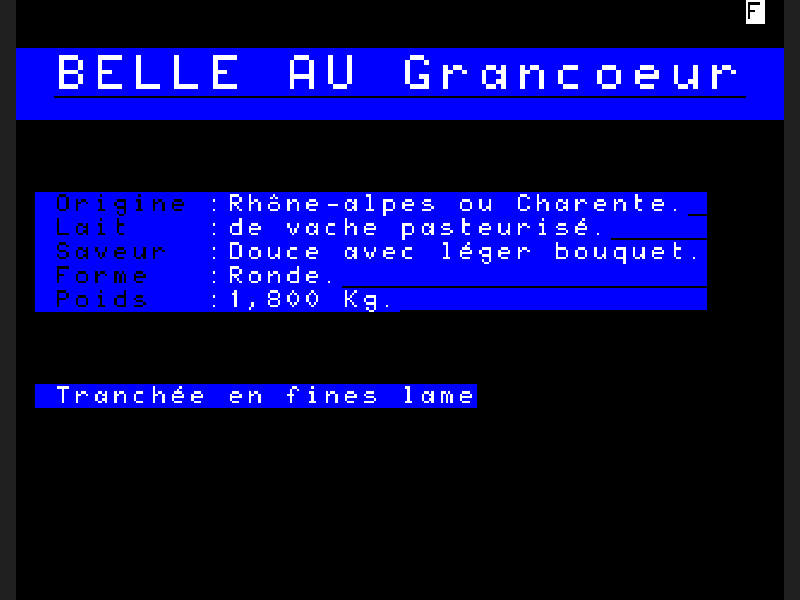 F
BELLE AU Grancoeur
Origine :Rhône-alpes ou Charente.
Lait :de vache pasteurisé.
Saveur :Douce avec léger bouquet.
Forme :Ronde.
Poids :1,800 Kg.
Tranchée en fines lame